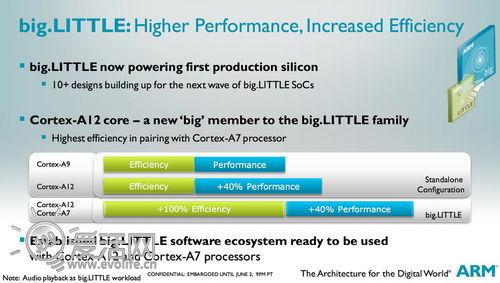 big.LITTLE: Higher Performance, Increased Efficiency
ARM
big.LITTLE now powering first production silicon
10+ designs building up for the next wave of big.LITTLE SoCs
Cortex-A12 core – a new 'big' member to the big.LITTLE family
Highest efficiency in pairing with Cortex-A7 processor
Cortex-A9 Efficiency Performance
Cortex-A12 Efficiency +40% Performance
Standalone
Configuration
Cortex-A12
Cortex-A7 +100% Efficiency +40% Performance
big.LITTLE
Established big.LITTLE software ecosystem ready to be used
with Cortex-A12 and Cortex-A7 processors
爱活网
www.evolife.cn
Note: Audio playback as big.LITTLE workload
CONFIDENTIAL: EMBARGOED UNTIL JUNE 2, 9PM PT
The Architecture for the Digital World® ARM®